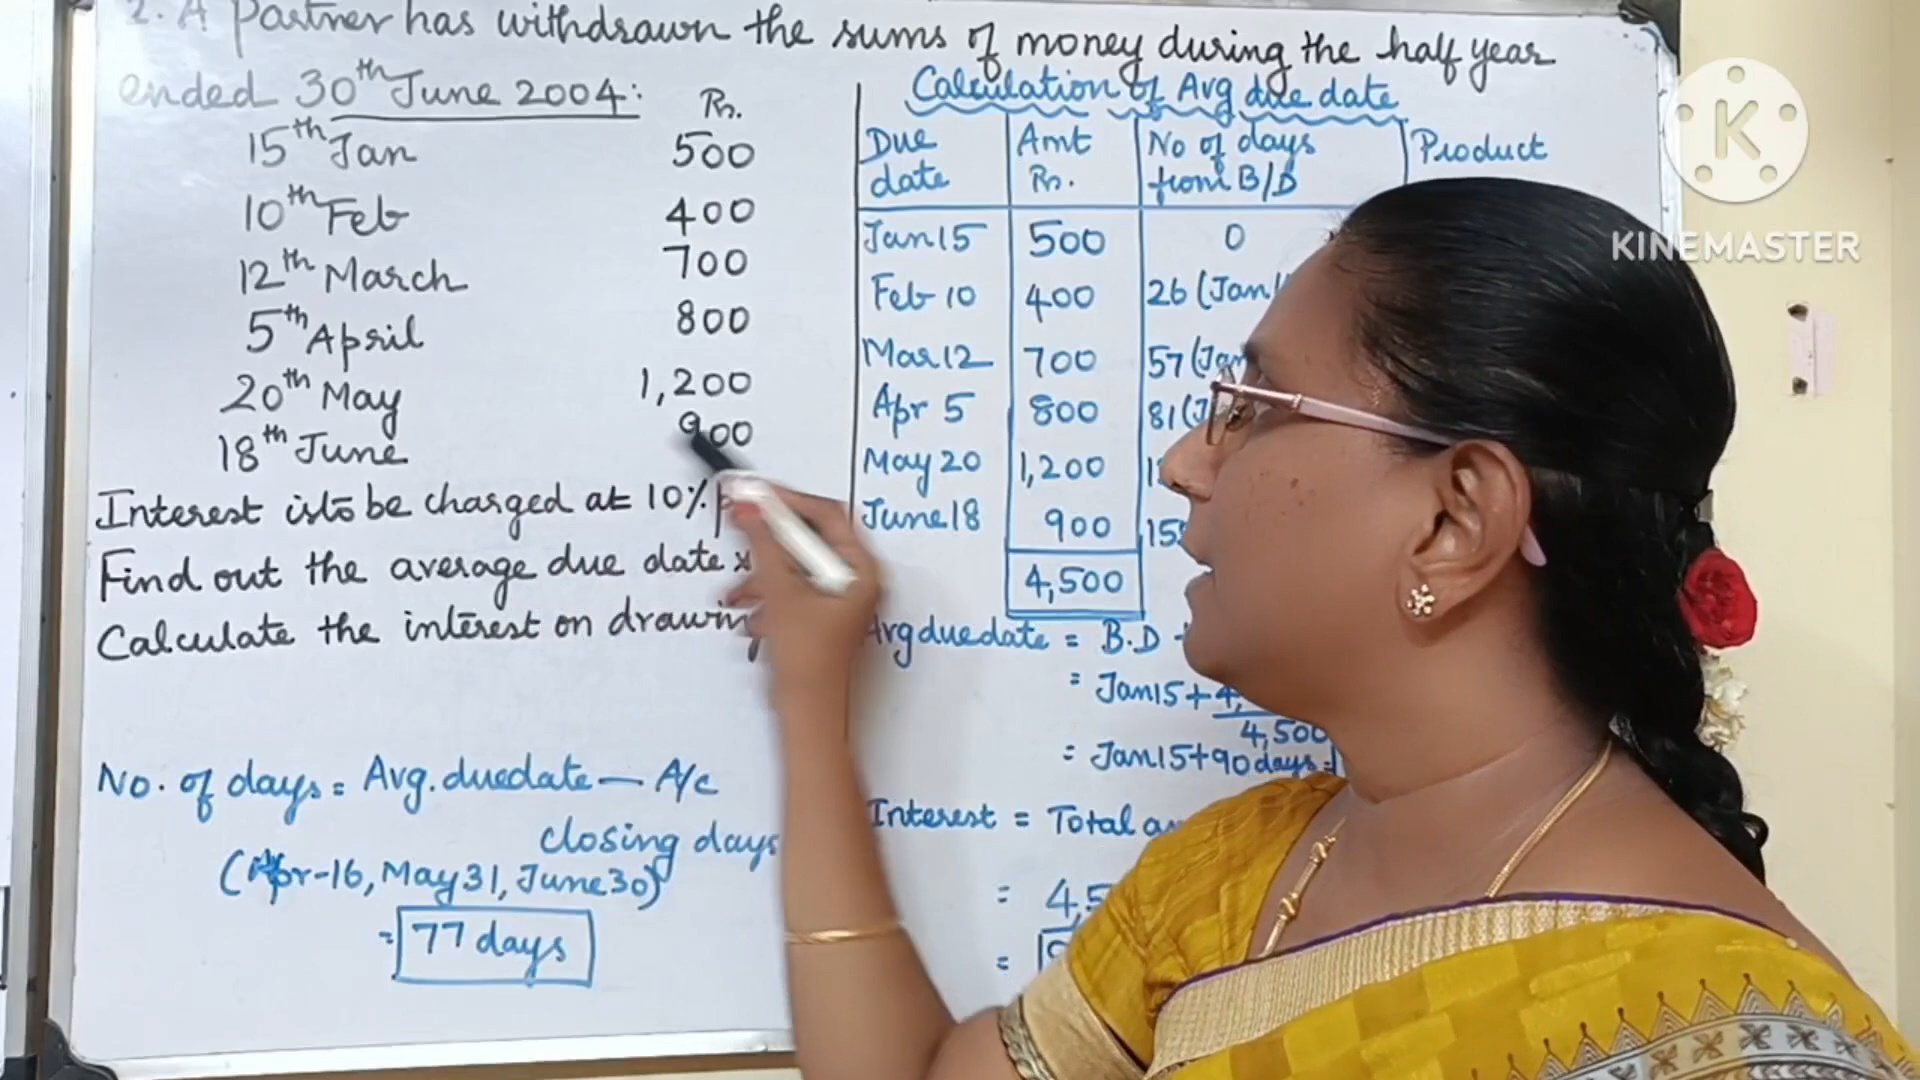 2. A Partner has withdrawn the sums of money during the half year
ended 30th June 2004:
Rs.
15th Jan 500
10th Feb 400
12th March 700
5th April 800
20th May 1,200
18th June 900
Interest is to be charged at 10%
Find out the average due date
Calculate the interest on drawin
No. of days = Avg. due date — A/c
closing days
(Apr-16, May 31, June 30)
= 77 days
Calculation of Avg due date
Due date Amt Rs. No of days from B/D Product
Jan 15 500 0
Feb 10 400 26 (Jan
Mar 12 700 57 (Jan
Apr 5 800 81 (J
May 20 1,200
June 18 900
4,500
Avg due date = B.D
= Jan 15 +
4,500
= Jan 15 + 90 days =
Interest = Total
= 4,5
=
K
KINEMASTER